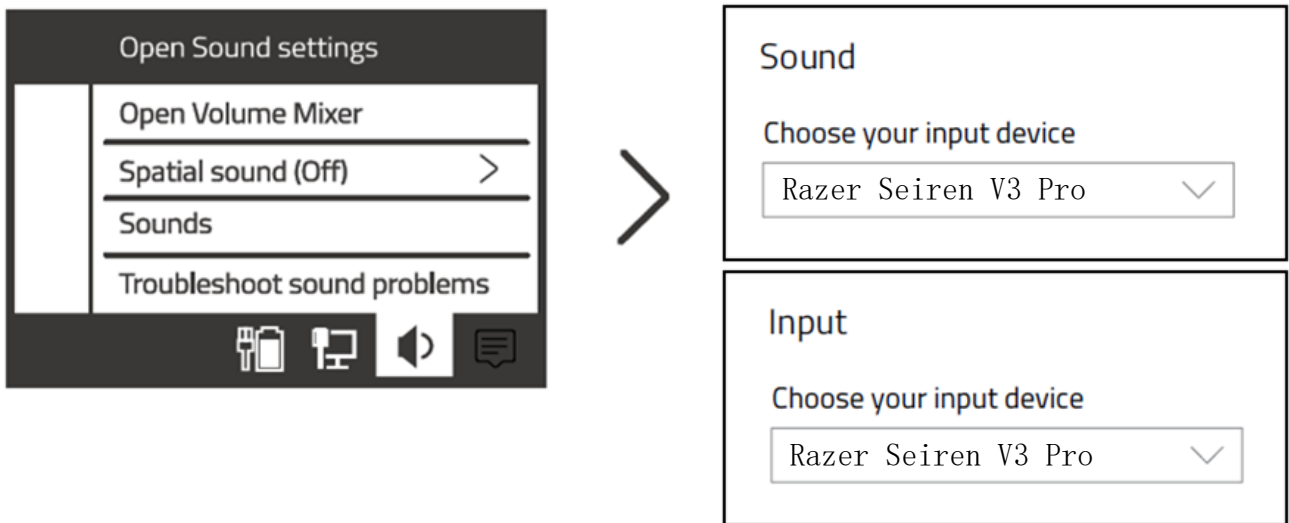 Open Sound settings
Open Volume Mixer
Spatial sound (Off)
Sounds
Troubleshoot sound problems
Sound
Choose your input device
Razer Seiren V3 Pro
Input
Choose your input device
Razer Seiren V3 Pro